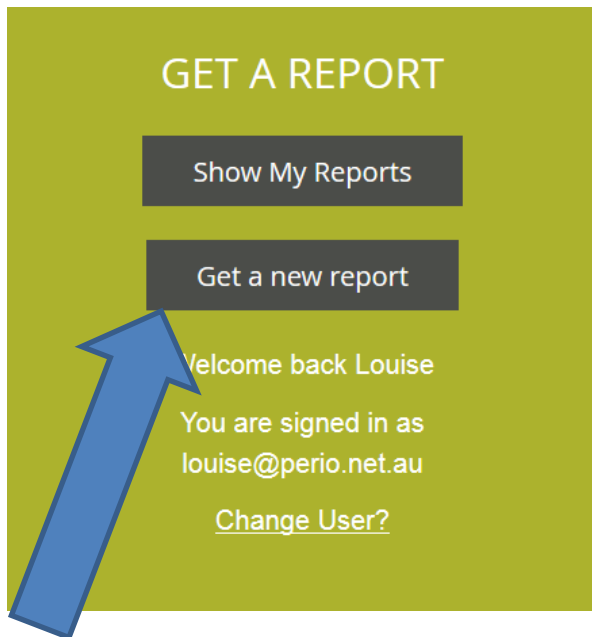 GET A REPORT
Show My Reports
Get a new report
Welcome back Louise
You are signed in as
louise@perio.net.au
Change User?